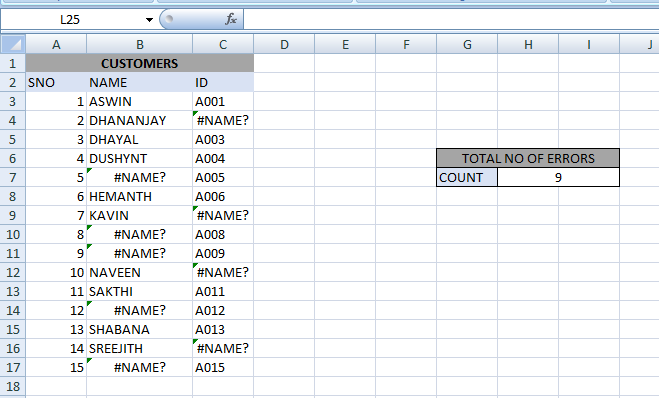 L25
fx
A B C D E F G H I J
1 CUSTOMERS
2 SNO NAME ID
3 1 ASWIN A001
4 2 DHANANJAY #NAME?
5 3 DHAYAL A003
6 4 DUSHYNT A004 TOTAL NO OF ERRORS
7 5 #NAME? A005 COUNT 9
8 6 HEMANTH A006
9 7 KAVIN #NAME?
10 8 #NAME? A008
11 9 #NAME? A009
12 10 NAVEEN #NAME?
13 11 SAKTHI A011
14 12 #NAME? A012
15 13 SHABANA A013
16 14 SREEJITH #NAME?
17 15 #NAME? A015
18